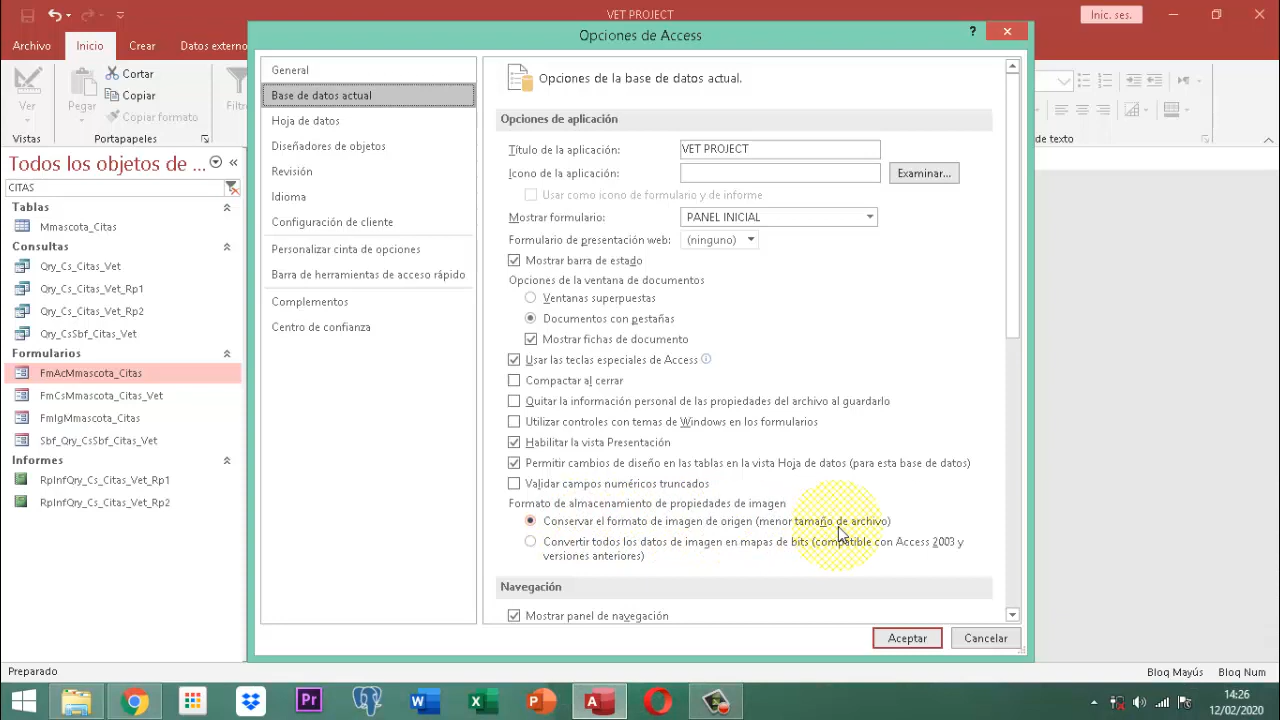 VET PROJECT
Inic. ses.
Archivo
Inicio
Crear
Datos externo
Ver
Vistas
Pegar
Cortar
Copiar
Copiar formato
Portapapeles
Filtr
de texto
Todos los objetos de ...
CITAS
Tablas
Mmascota_Citas
Consultas
Qry_Cs_Citas_Vet
Qry_Cs_Citas_Vet_Rp1
Qry_Cs_Citas_Vet_Rp2
Qry_CsSbf_Citas_Vet
Formularios
FmAcMmascota_Citas
FmCsMmascota_Citas_Vet
FmIgMmascota_Citas
Sbf_Qry_CsSbf_Citas_Vet
Informes
RpInfQry_Cs_Citas_Vet_Rp1
RpInfQry_Cs_Citas_Vet_Rp2
Opciones de Access
?
General
Base de datos actual
Hoja de datos
Diseñadores de objetos
Revisión
Idioma
Configuración de cliente
Personalizar cinta de opciones
Barra de herramientas de acceso rápido
Complementos
Centro de confianza
Opciones de la base de datos actual.
Opciones de aplicación
Título de la aplicación: VET PROJECT
Icono de la aplicación: Examinar...
Usar como icono de formulario y de informe
Mostrar formulario: PANEL INICIAL
Formulario de presentación web: (ninguno)
Mostrar barra de estado
Opciones de la ventana de documentos
Ventanas superpuestas
Documentos con pestañas
Mostrar fichas de documento
Usar las teclas especiales de Access
Compactar al cerrar
Quitar la información personal de las propiedades del archivo al guardarlo
Utilizar controles con temas de Windows en los formularios
Habilitar la vista Presentación
Permitir cambios de diseño en las tablas en la vista Hoja de datos (para esta base de datos)
Validar campos numéricos truncados
Formato de almacenamiento de propiedades de imagen
Conservar el formato de imagen de origen (menor tamaño de archivo)
Convertir todos los datos de imagen en mapas de bits (compatible con Access 2003 y
versiones anteriores)
Navegación
Mostrar panel de navegación
Aceptar
Cancelar
Preparado
Bloq Mayús
Bloq Num
Pr
14:26
12/02/2020